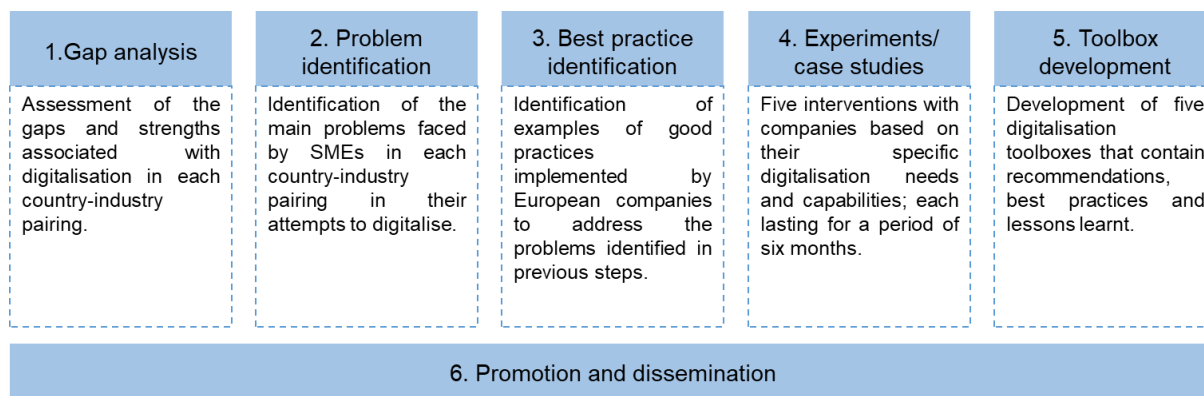 1.Gap analysis
Assessment of the
gaps and strengths
associated with
digitalisation in each
country-industry
pairing.
2. Problem
identification
Identification of the
main problems faced
by SMEs in each
country-industry
pairing in their
attempts to digitalise.
3. Best practice
identification
Identification of
examples of good
practices
implemented by
European companies
to address the
problems identified in
previous steps.
4. Experiments/
case studies
Five interventions with
companies based on
their specific
digitalisation needs
and capabilities; each
lasting for a period of
six months.
5. Toolbox
development
Development of five
digitalisation
toolboxes that contain
recommendations,
best practices and
lessons learnt.
6. Promotion and dissemination